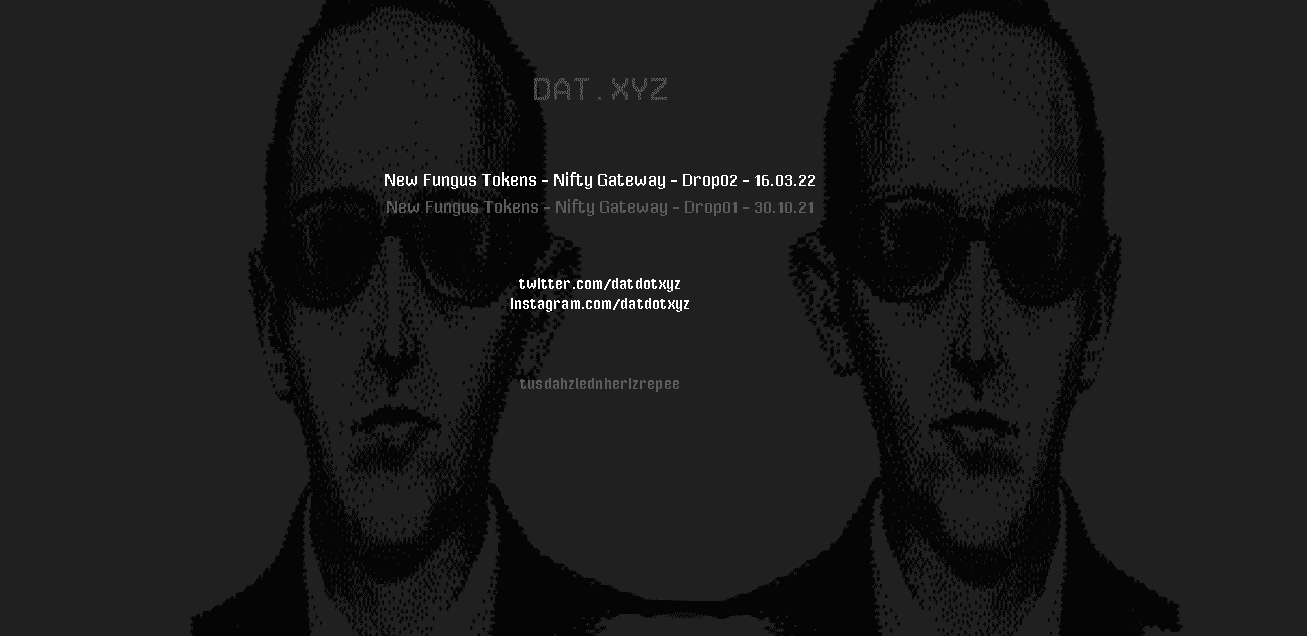 DAT.XYZ
New Fungus Tokens - Nifty Gateway - Drop02 - 16.03.22
New Fungus Tokens - Nifty Gateway - Drop01 - 30.10.21
twitter.com/datdotxyz
instagram.com/datdotxyz
tusdahziednherizrepee